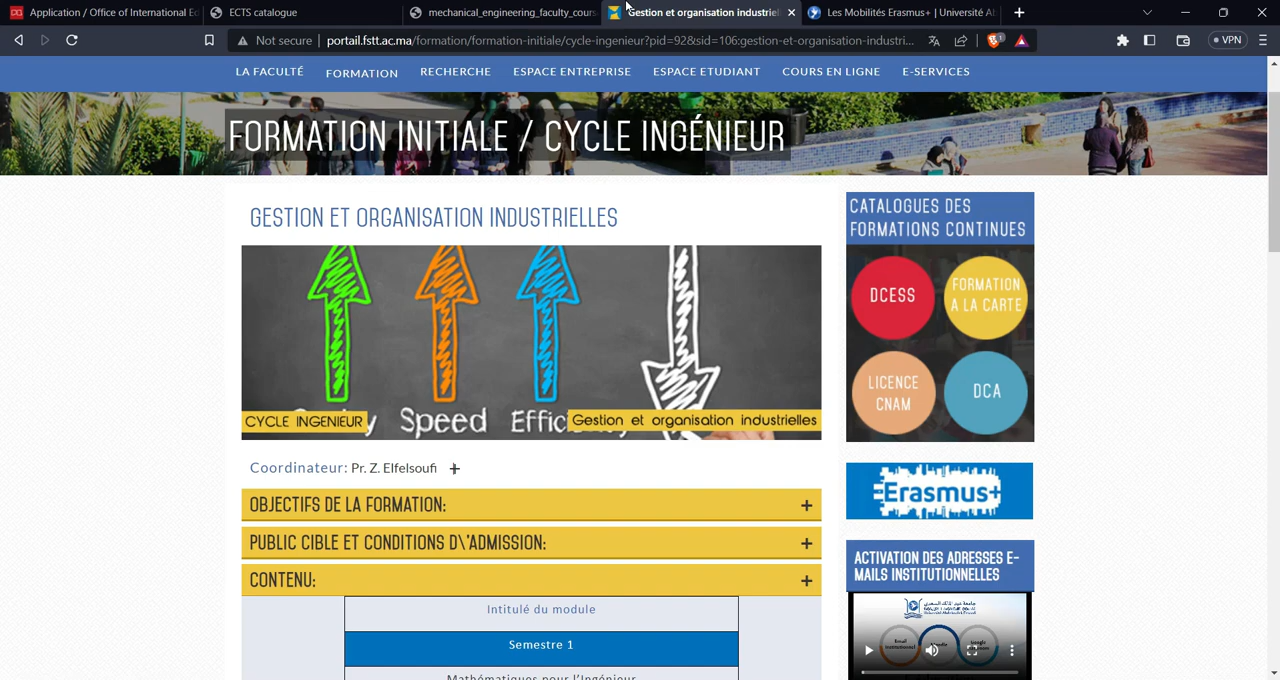 Application / Office of International Ed
ECTS catalogue
mechanical_engineering_faculty_cours
Gestion et organisation industriell
Les Mobilités Erasmus+ | Université Ab
Not secure
portail.fstt.ac.ma/formation/formation-initiale/cycle-ingenieur?pid=92&sid=106:gestion-et-organisation-industri...
1
VPN
LA FACULTÉ
FORMATION
RECHERCHE
ESPACE ENTREPRISE
ESPACE ETUDIANT
COURS EN LIGNE
E-SERVICES
FORMATION INITIALE / CYCLE INGÉNIEUR
GESTION ET ORGANISATION INDUSTRIELLES
CYCLE INGENIEUR
Speed
Gestion et organisation industrielles
Coordinateur: Pr. Z. Elfelsoufi +
OBJECTIFS DE LA FORMATION: +
PUBLIC CIBLE ET CONDITIONS D\'ADMISSION: +
CONTENU: +
Intitulé du module
Semestre 1
Mathématiques pour l'Ingénieur
CATALOGUES DES
FORMATIONS CONTINUES
DCESS
FORMATION
A LA CARTE
LICENCE
CNAM
DCA
Erasmus+
ACTIVATION DES ADRESSES E-
MAILS INSTITUTIONNELLES